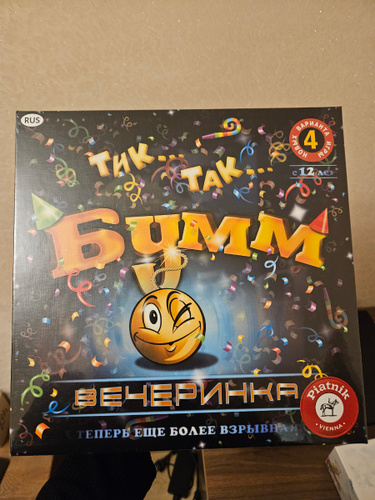 RUS
4 НОВЫХ ВАРИАНТА ИГРЫ
с 12 лет
ТИК... ТАК...
БУММ
ВЕЧЕРИНКА
ТЕПЕРЬ ЕЩЕ БОЛЕЕ ВЗРЫВНАЯ
Piatnik
VIENNA